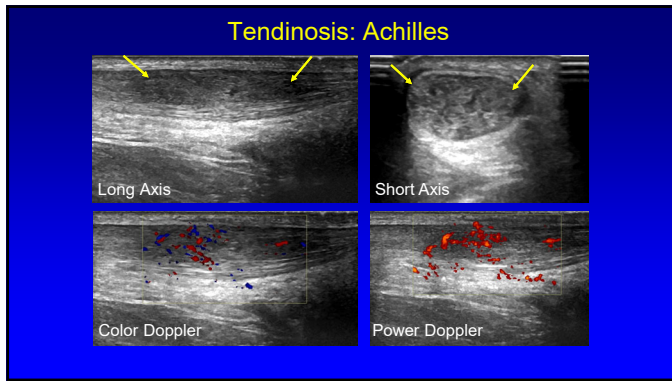 Tendinosis: Achilles
Long Axis
Short Axis
Color Doppler
Power Doppler